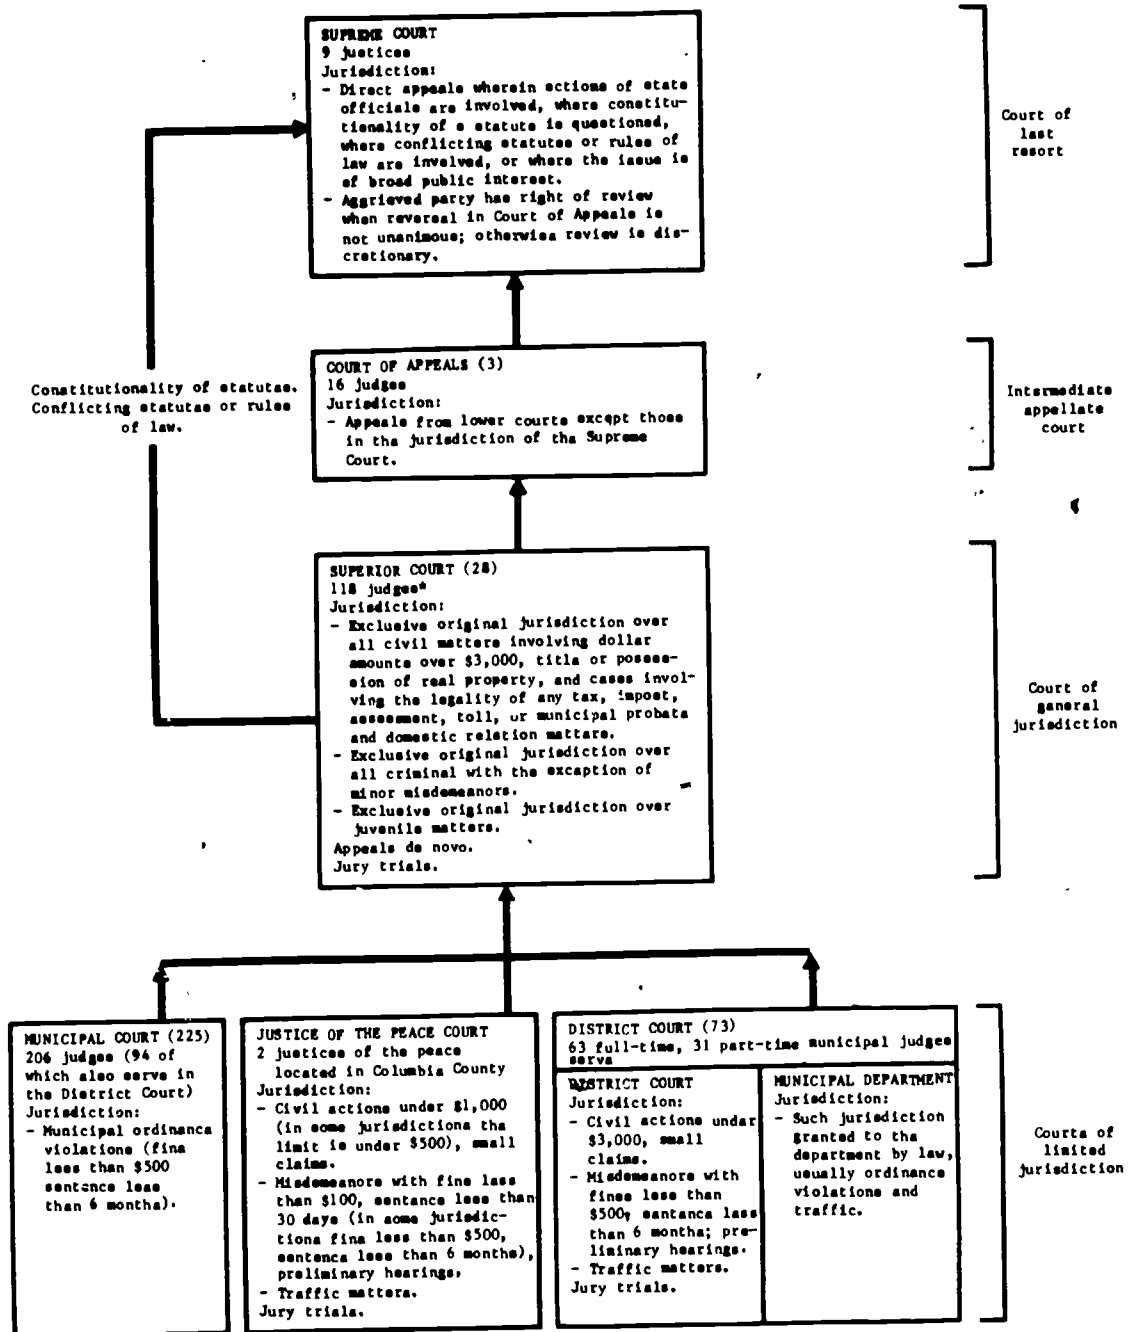 SUPREME COURT
9 justices
Jurisdiction:
- Direct appeals wherein actions of state
officials are involved, where constitu-
tionality of a statute is questioned,
where conflicting statutes or rules of
law are involved, or where the issue is
of broad public interest.
- Aggrieved party has right of review
when reversal in Court of Appeals is
not unanimous; otherwise review is dis-
cretionary.
Court of
last
resort
Constitutionality of statutes.
Conflicting statutes or rules
of law.
COURT OF APPEALS (3)
16 judges
Jurisdiction:
- Appeals from lower courts except those
in the jurisdiction of the Supreme
Court.
Intermediate
appellate
court
SUPERIOR COURT (28)
118 judges*
Jurisdiction:
- Exclusive original jurisdiction over
all civil matters involving dollar
amounts over $3,000, title or posses-
sion of real property, and cases invol-
ving the legality of any tax, impost,
assessment, toll, or municipal probate
and domestic relation matters.
- Exclusive original jurisdiction over
all criminal with the exception of
minor misdemeanors.
- Exclusive original jurisdiction over
juvenile matters.
Appeals de novo.
Jury trials.
Court of
general
jurisdiction
MUNICIPAL COURT (225)
206 judges (94 of
which also serve in
the District Court)
Jurisdiction:
- Municipal ordinance
violations (fine
less than $500
sentence less
than 6 months).
JUSTICE OF THE PEACE COURT
2 justices of the peace
located in Columbia County
Jurisdiction:
- Civil actions under $1,000
(in some jurisdictions the
limit is under $500), small
claims.
- Misdemeanors with fine less
than $100, sentence less than
30 days (in some jurisdic-
tions fine less than $500,
sentence less than 6 months),
preliminary hearings.
- Traffic matters.
Jury trials.
DISTRICT COURT (73)
63 full-time, 31 part-time municipal judges
serve
DISTRICT COURT
Jurisdiction:
- Civil actions under
$3,000, small
claims.
- Misdemeanors with
fines less than
$500, sentence less
than 6 months; pre-
liminary hearings.
- Traffic matters.
Jury trials.
MUNICIPAL DEPARTMENT
Jurisdiction:
- Such jurisdiction
granted to the
department by law,
usually ordinance
violations and
traffic.
Courts of
limited
jurisdiction